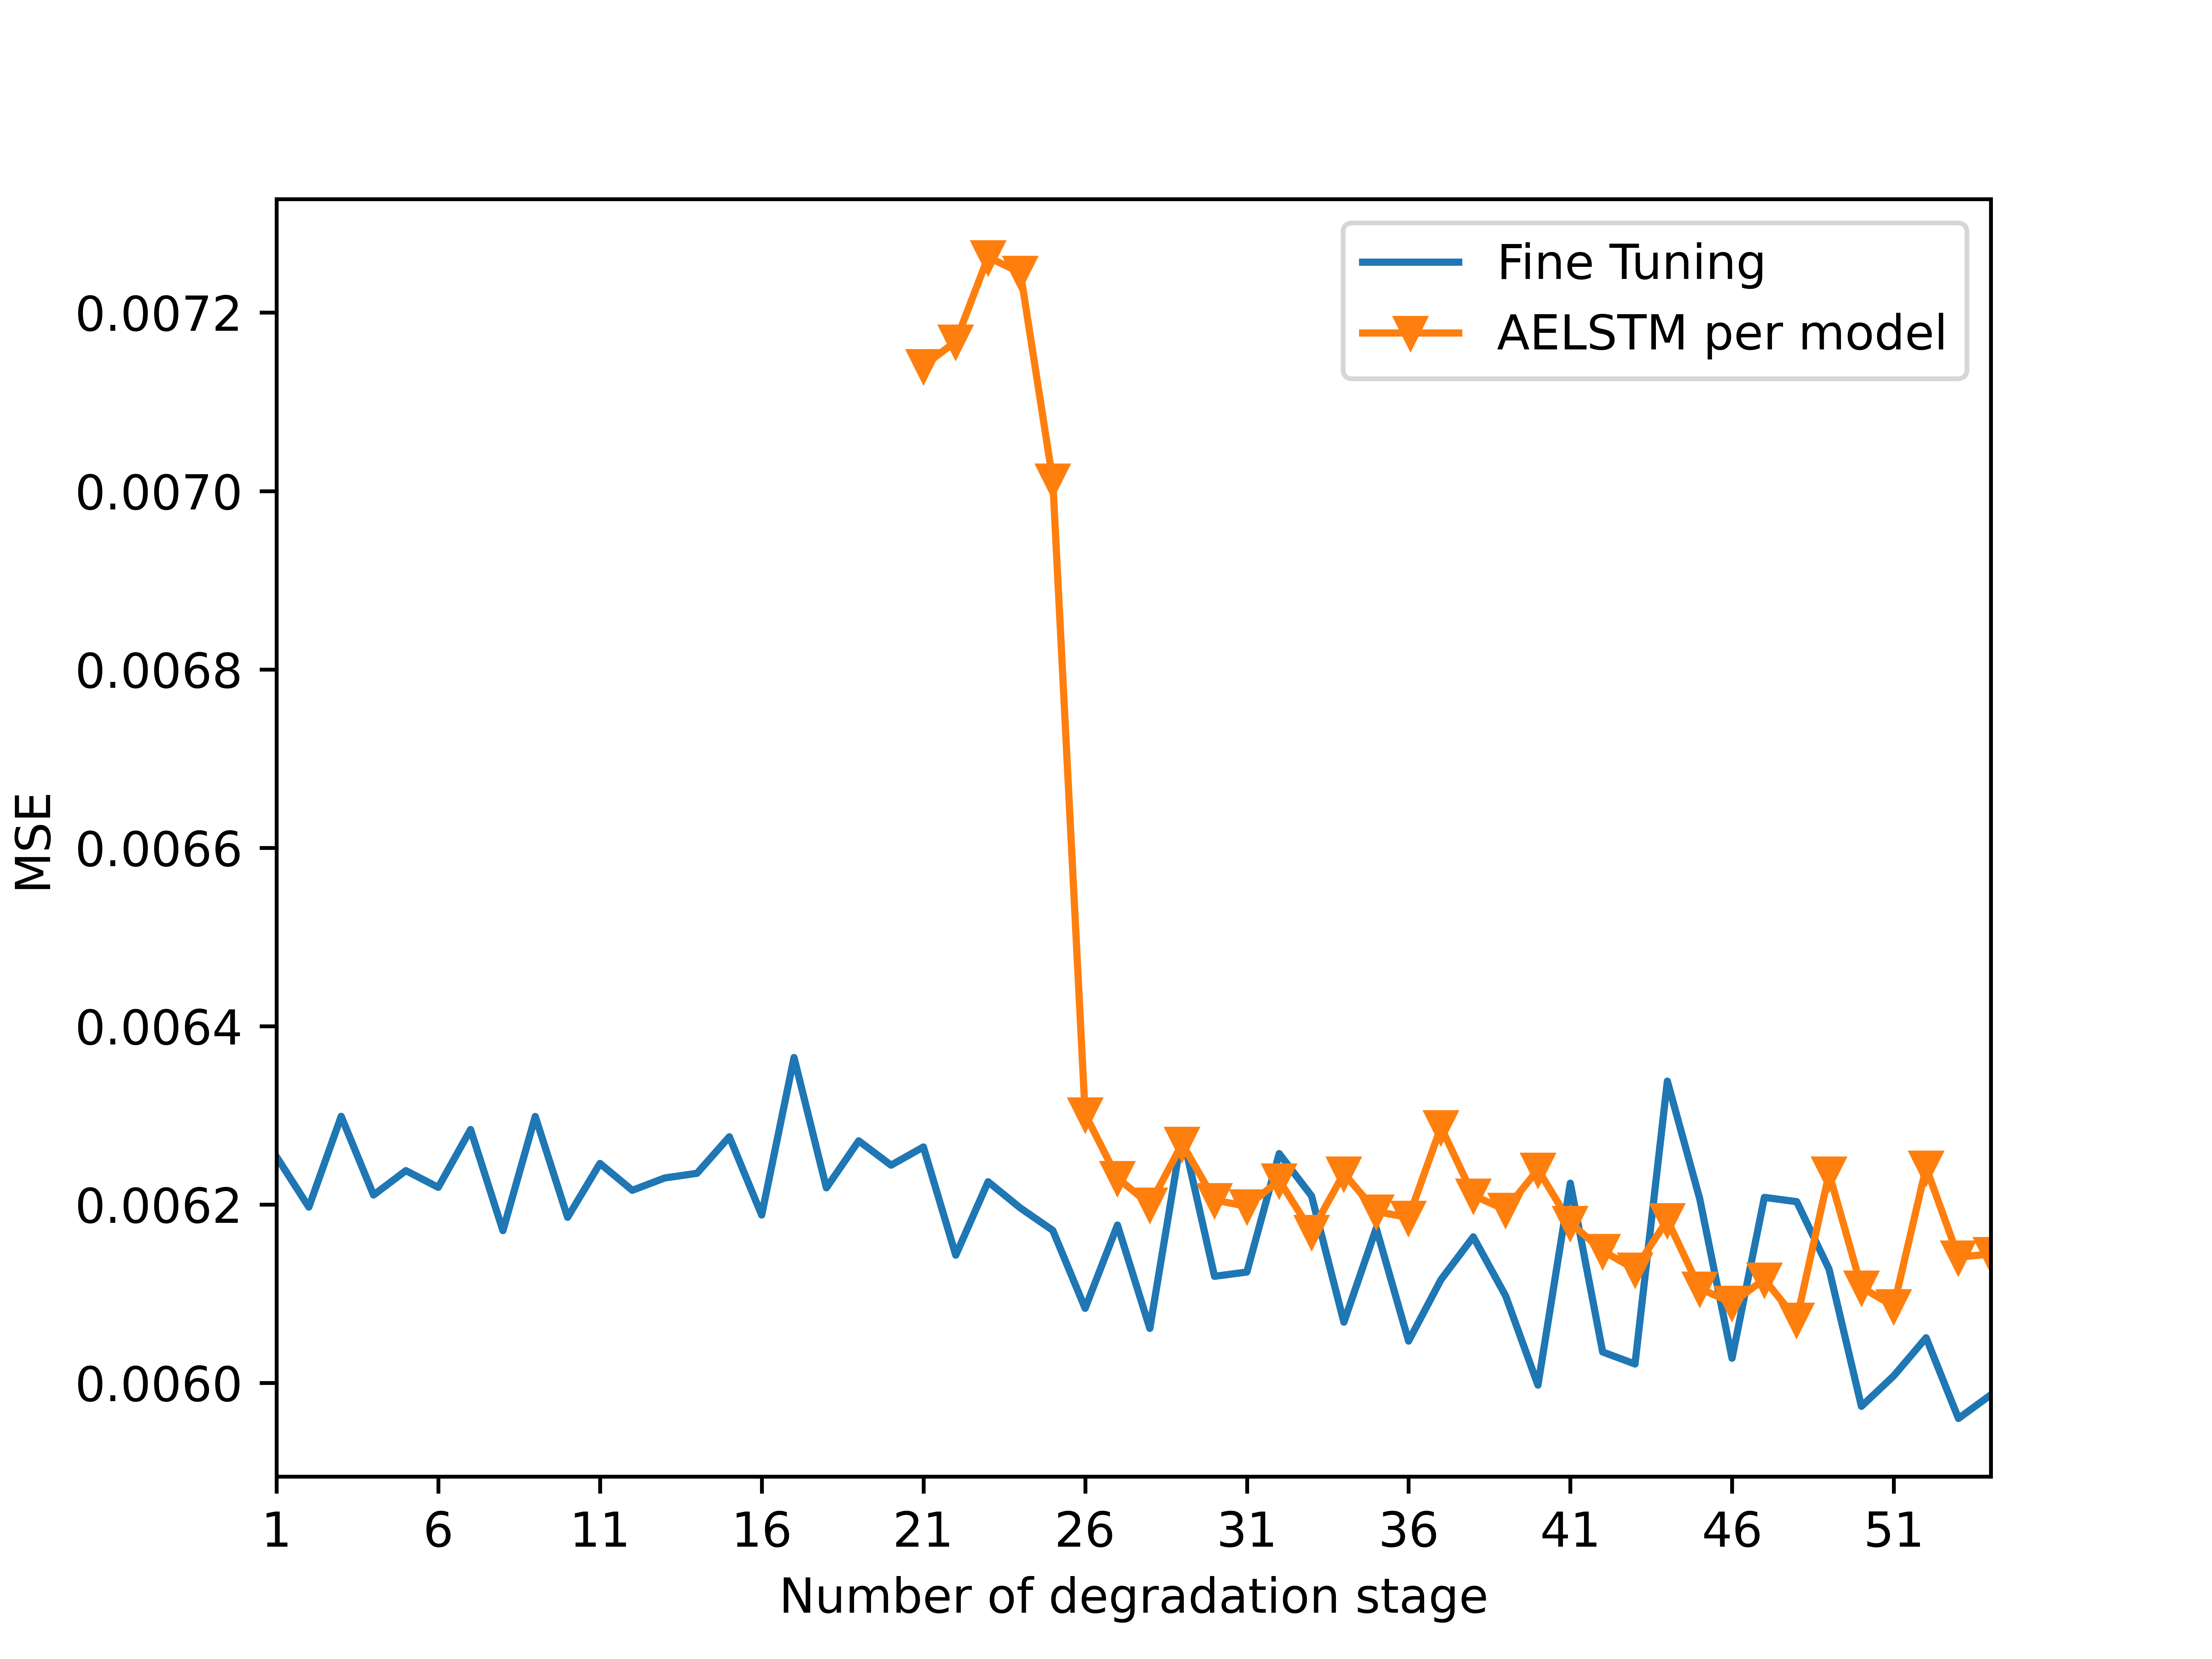 Fine Tuning
AELSTM per model
0.0072
0.0070
0.0068
0.0066
0.0064
0.0062
0.0060
MSE
1 6 11 16 21 26 31 36 41 46 51
Number of degradation stage